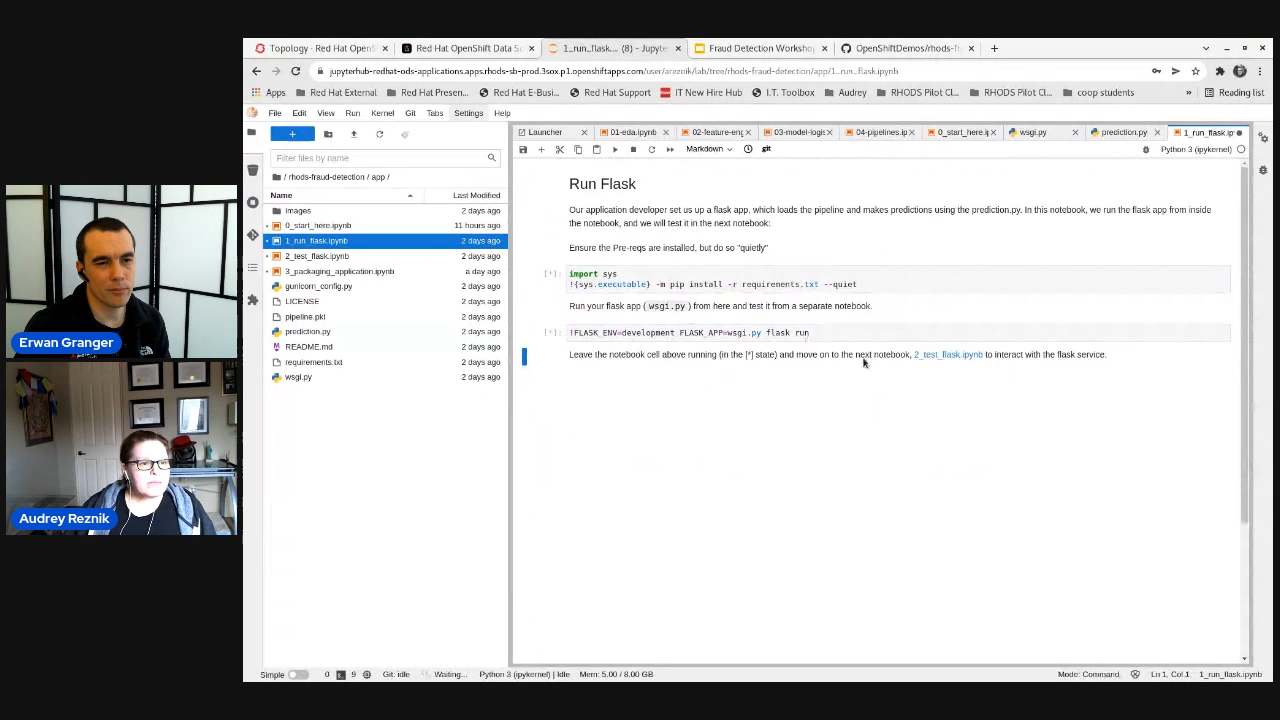 Topology - Red Hat OpenShift
Red Hat OpenShift Data Sc
1_run_flask.... (8) - Jupyter
Fraud Detection Workshop
OpenShiftDemos/rhods-fr
jupyterhub-redhat-ods-applications.apps.rhods-sb-prod.3sox.p1.openshiftapps.com/user/areznik/lab/tree/rhods-fraud-detection/app/1_run_flask.ipynb
Apps Red Hat External Red Hat Presen... Red Hat E-Busi... Red Hat Support IT New Hire Hub I.T. Toolbox Audrey RHODS Pilot Cl... RHODS Pilot Cl... coop students » Reading list
File Edit View Run Kernel Git Tabs Settings Help
Launcher 01-eda.ipynb 02-feature-eng 03-model-logis 04-pipelines.ip 0_start_here.ip wsgi.py prediction.py 1_run_flask.ip
Markdown git Python 3 (ipykernel)
Filter files by name
/ rhods-fraud-detection / app /
Name Last Modified
images 2 days ago
0_start_here.ipynb 11 hours ago
1_run_flask.ipynb 2 days ago
2_test_flask.ipynb 2 days ago
3_packaging_application.ipynb a day ago
gunicorn_config.py 2 days ago
LICENSE 2 days ago
pipeline.pkl 2 days ago
prediction.py 2 days ago
README.md 2 days ago
requirements.txt 2 days ago
wsgi.py 2 days ago
Run Flask
Our application developer set us up a flask app, which loads the pipeline and makes predictions using the prediction.py. In this notebook, we run the flask app from inside
the notebook, and we will test it in the next notebook:
Ensure the Pre-reqs are installed, but do so "quietly"
[*]: import sys
!{sys.executable} -m pip install -r requirements.txt --quiet
Run your flask app ( wsgi.py ) from here and test it from a separate notebook.
[*]: !FLASK_ENV=development FLASK_APP=wsgi.py flask run
Leave the notebook cell above running (in the [*] state) and move on to the next notebook, 2_test_flask.ipynb to interact with the flask service.
Erwan Granger
Audrey Reznik
Simple 0 9 Git: idle Waiting... Python 3 (ipykernel) | Idle Mem: 5.00 / 8.00 GB Mode: Command Ln 1, Col 1 1_run_flask.ipynb